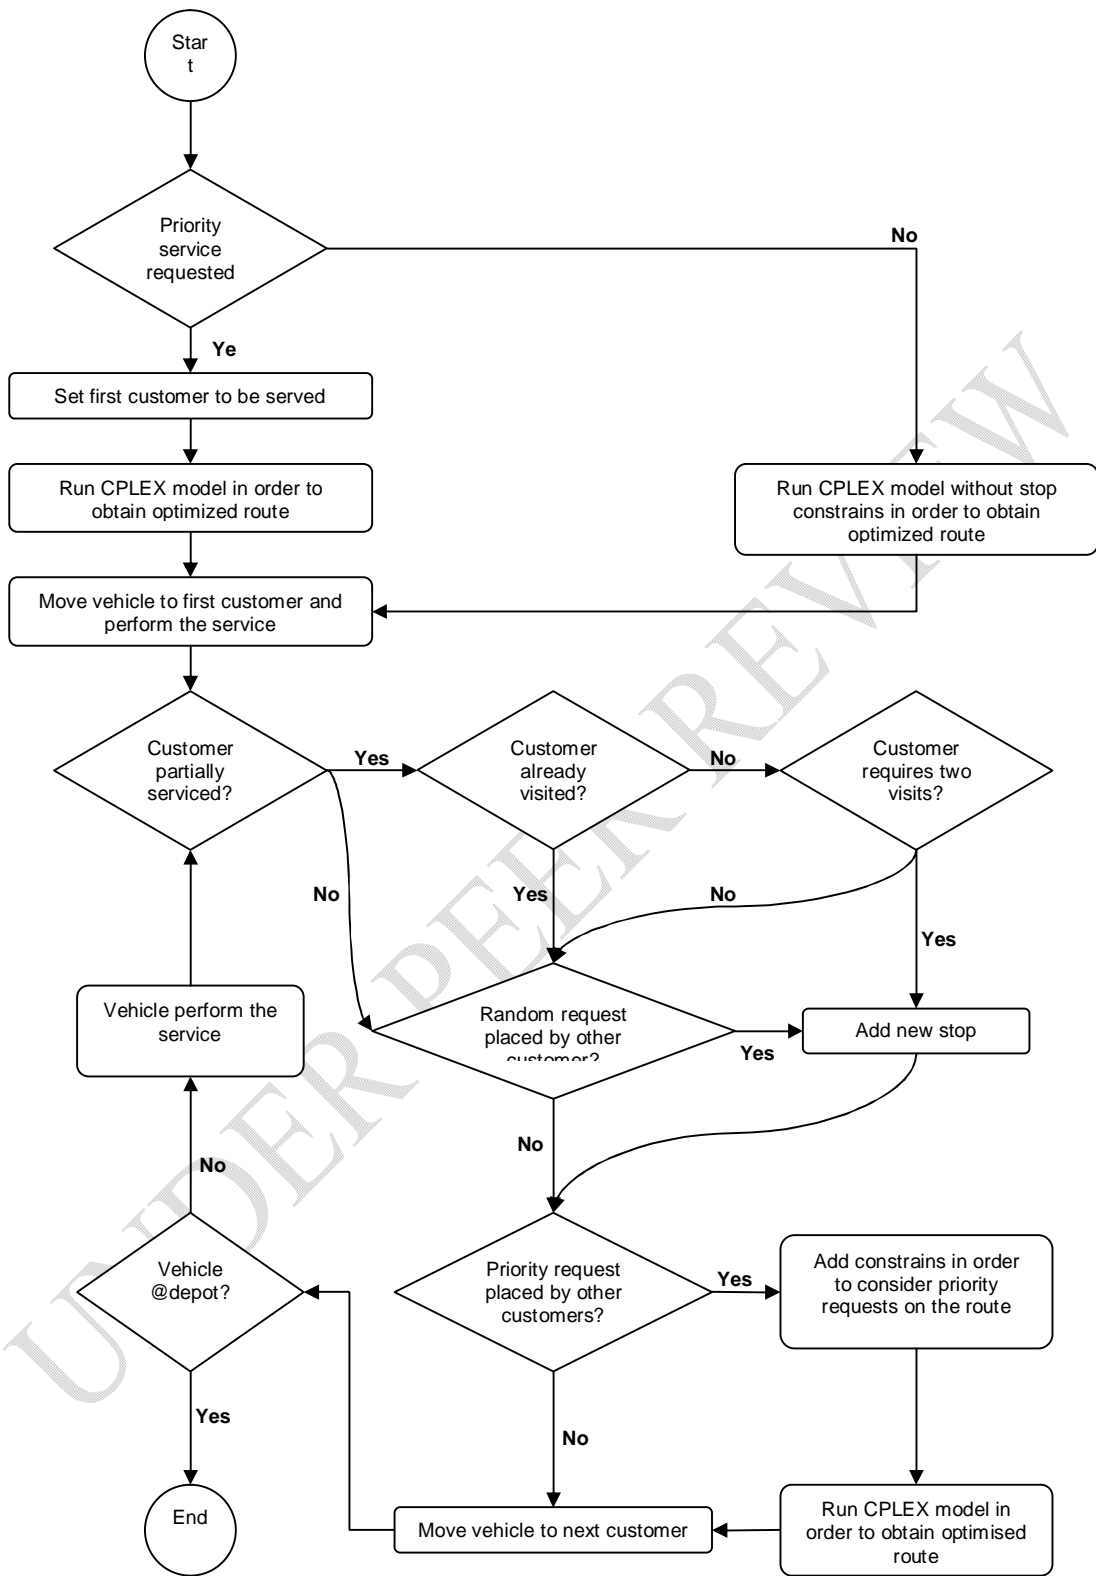 Star
t
Priority
service
requested
No
Ye
Set first customer to be served
Run CPLEX model in order to
obtain optimized route
Run CPLEX model without stop
constrains in order to obtain
optimized route
Move vehicle to first customer and
perform the service
Customer
partially
serviced?
Yes
Customer
already
visited?
No
Customer
requires two
visits?
No
Yes
No
Yes
Vehicle perform the
service
Random request
placed by other
customer?
Yes
Add new stop
No
No
Vehicle
@depot?
Priority request
placed by other
customers?
Yes
Add constrains in order
to consider priority
requests on the route
Yes
No
End
Move vehicle to next customer
Run CPLEX model in
order to obtain optimised
route
UNDER PEER REVIEW